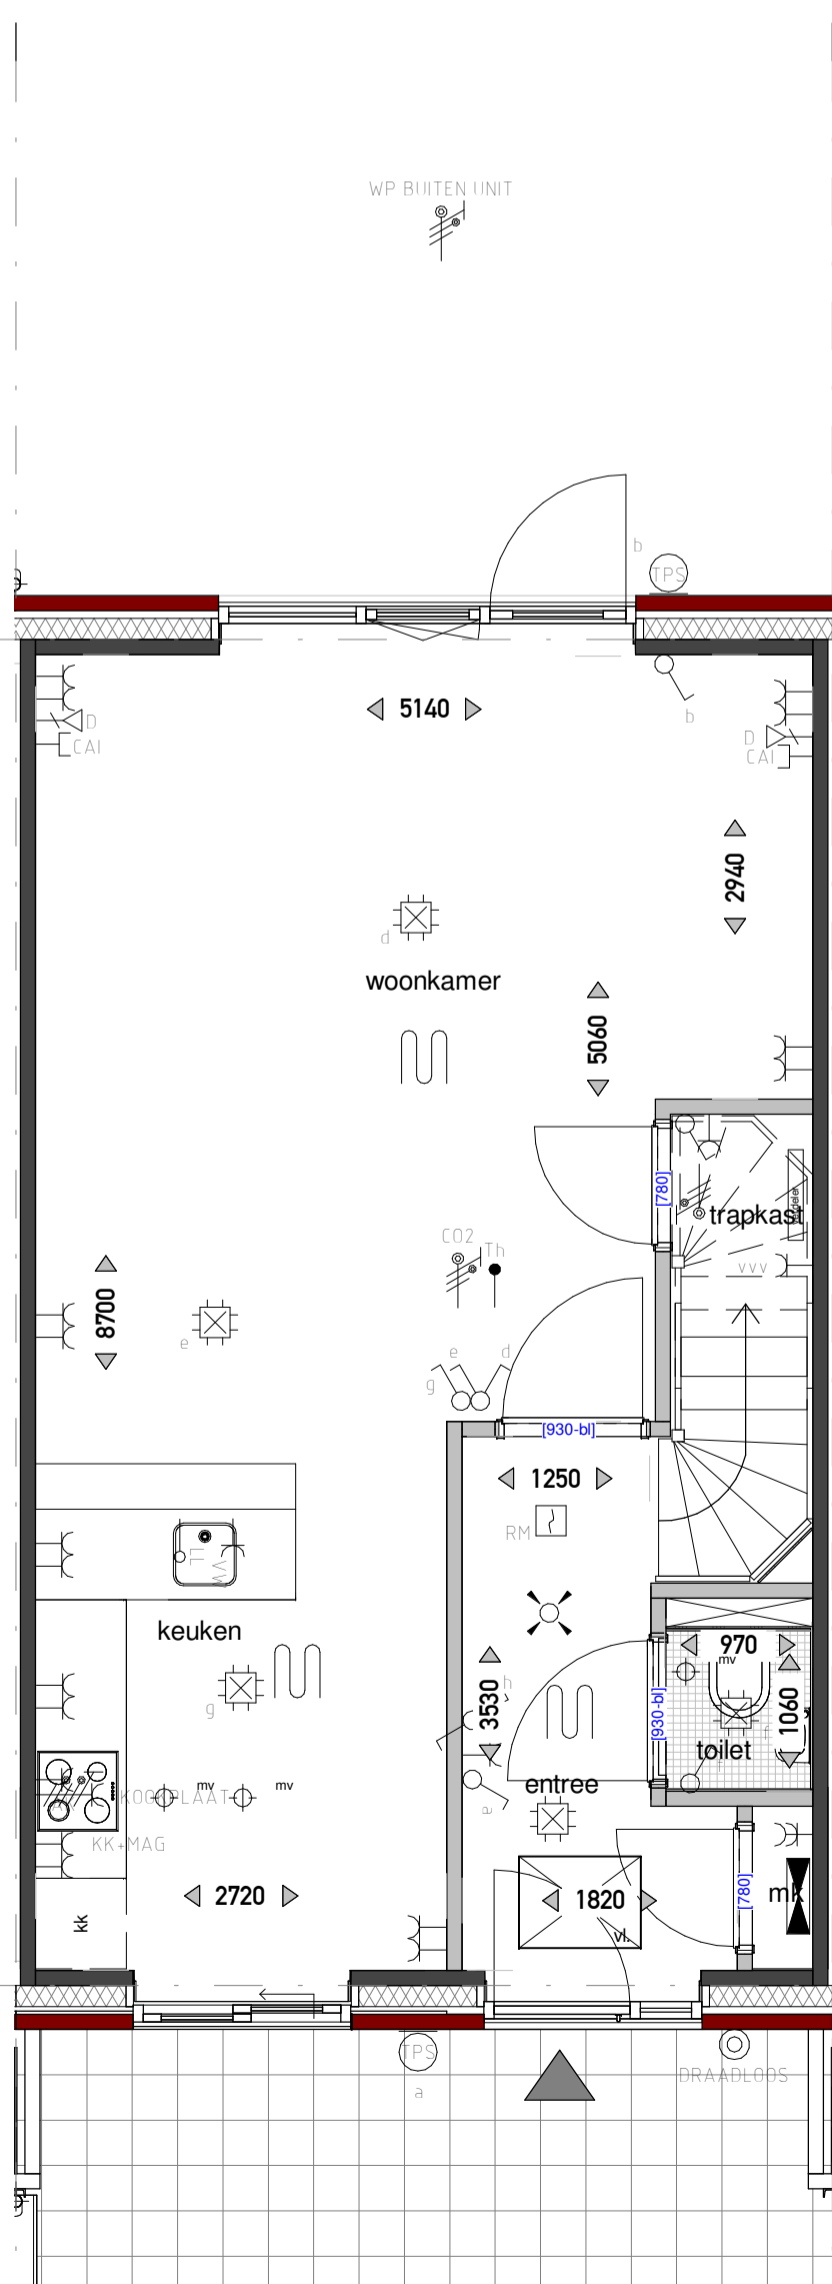 WP BUITEN UNIT
b
TPS
5140
b
D
CAI
D
CAI
2940
d
woonkamer
5060
[780]
trapkast
verdeler
CO2
Th
vvv
8700
e
e
d
g
[930-bl]
1250
RM
keuken
970
mv
g
3530
h
[930-bl]
1060
f
toilet
mv
mv
KOOKPLAAT
entree
a
KK+MAG
kk
2720
1820
[780]
mk
vl.
TPS
a
DRAADLOOS